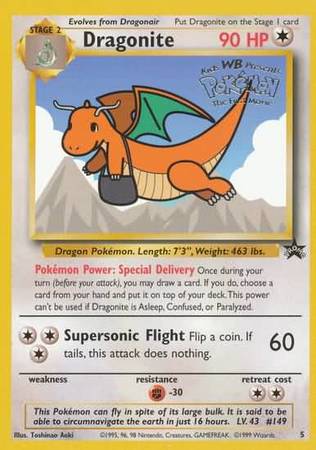 Evolves from Dragonair Put Dragonite on the Stage 1 card
STAGE 2
Dragonite 90 HP
Kids WB Presents
Pokémon
The First Movie
Dragon Pokémon. Length: 7'3", Weight: 463 lbs.
Pokémon Power: Special Delivery Once during your
turn (before your attack), you may draw a card. If you do, choose a
card from your hand and put it on top of your deck. This power
can't be used if Dragonite is Asleep, Confused, or Paralyzed.
Supersonic Flight Flip a coin. If 60
tails, this attack does nothing.
weakness resistance retreat cost
-30
This Pokémon can fly in spite of its large bulk. It is said to be
able to circumnavigate the earth in just 16 hours. LV. 43 #149
Illus. Toshinao Aoki ©1995, 96, 98 Nintendo, Creatures, GAMEFREAK. ©1999 Wizards. 5